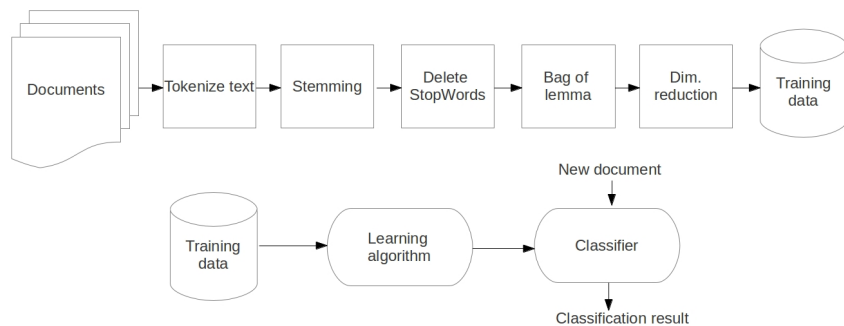 Documents
Tokenize text
Stemming
Delete
StopWords
Bag of
lemma
Dim.
reduction
Training
data
New document
Training
data
Learning
algorithm
Classifier
Classification result